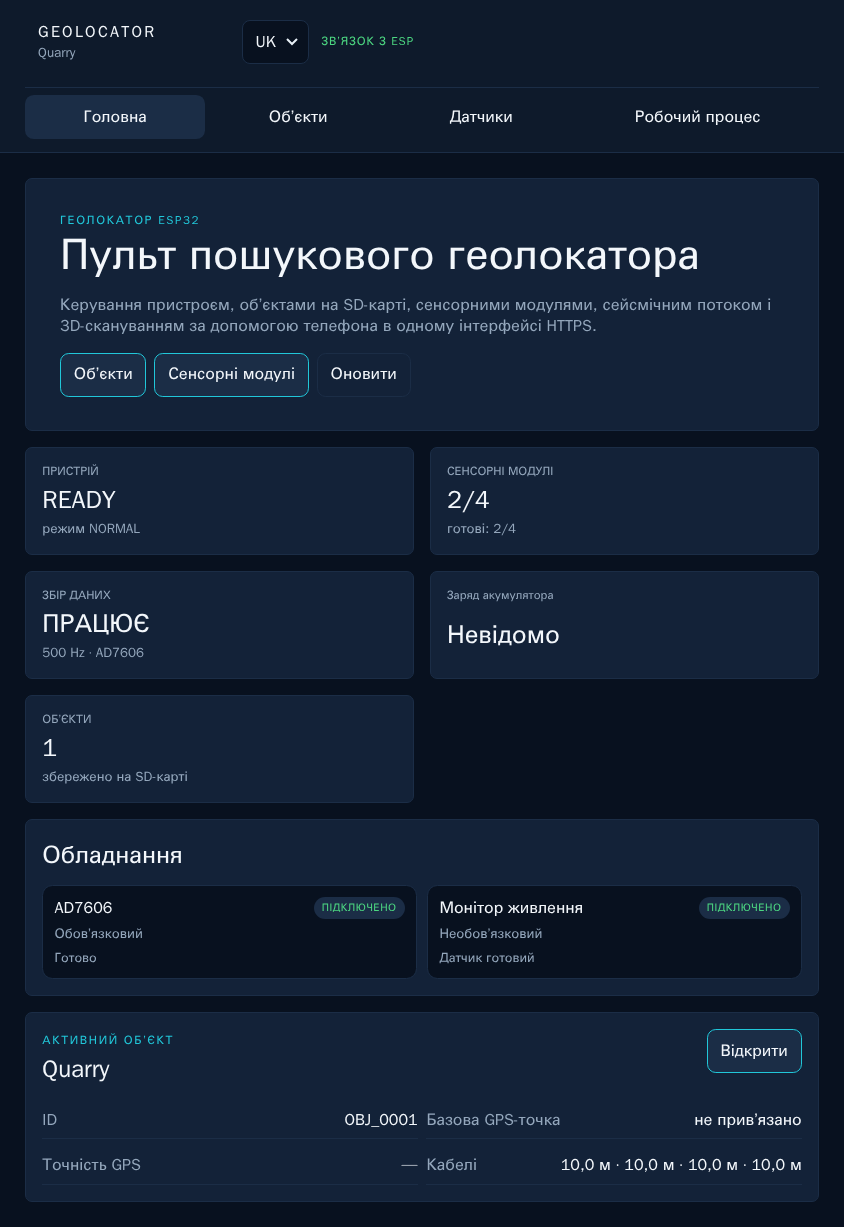 GEOLOCATOR
Quarry
UK
ЗВ'ЯЗОК З ESP
Головна
Об'єкти
Датчики
Робочий процес
ГЕОЛОКАТОР ESP32
Пульт пошукового геолокатора
Керування пристроєм, об'єктами на SD-карті, сенсорними модулями, сейсмічним потоком і
3D-скануванням за допомогою телефона в одному інтерфейсі HTTPS.
Об'єкти
Сенсорні модулі
Оновити
ПРИСТРІЙ
READY
режим NORMAL
СЕНСОРНІ МОДУЛІ
2/4
готові: 2/4
ЗБІР ДАНИХ
ПРАЦЮЄ
500 Hz · AD7606
Заряд акумулятора
Невідомо
ОБ'ЄКТИ
1
збережено на SD-карті
Обладнання
AD7606
ПІДКЛЮЧЕНО
Обов'язковий
Готово
Монітор живлення
ПІДКЛЮЧЕНО
Необов'язковий
Датчик готовий
АКТИВНИЙ ОБ'ЄКТ
Quarry
Відкрити
ID
OBJ_0001
Базова GPS-точка
не прив'язано
Точність GPS
—
Кабелі
10,0 м · 10,0 м · 10,0 м · 10,0 м